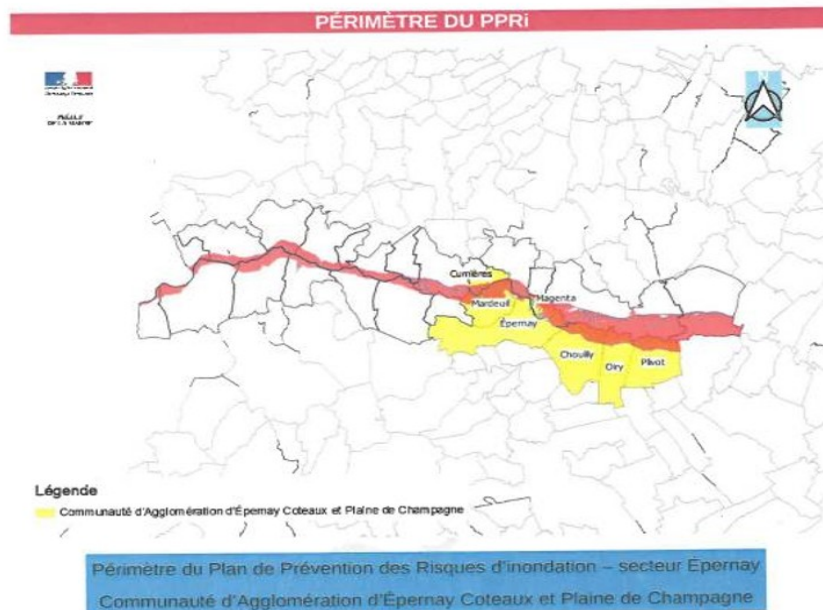 PÉRIMÈTRE DU PPRi
N
Cumières
Mardeuil
Magenta
Épernay
Chouilly
Oiry
Plivot
Légende
Communauté d'Agglomération d'Épernay Coteaux et Plaine de Champagne
Périmètre du Plan de Prévention des Risques d'inondation – secteur Épernay
Communauté d'Agglomération d'Épernay Coteaux et Plaine de Champagne